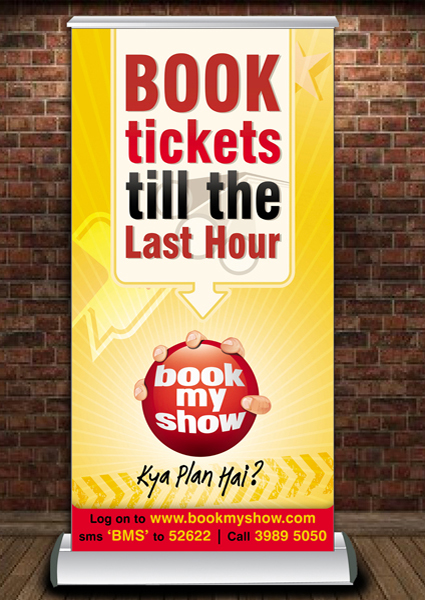 BOOK
tickets
till the
Last Hour
book
my
show
Kya Plan Hai?
Log on to www.bookmyshow.com
sms 'BMS' to 52622 | Call 3989 5050